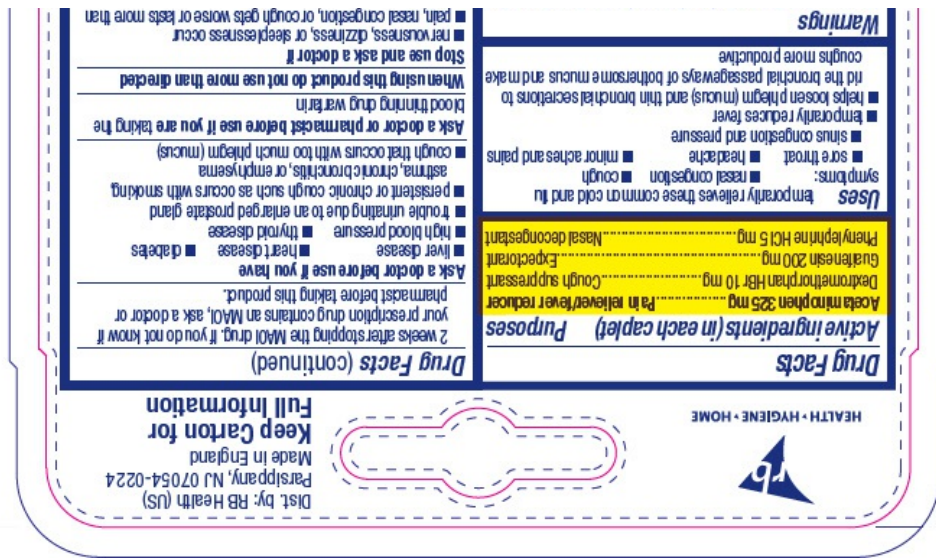 rb
HEALTH • HYGIENE • HOME
Dist. by: RB Health (US)
Parsippany, NJ 07054-0224
Made in England
Keep Carton for
Full Information
Drug Facts
Active ingredients (in each caplet) Purposes
Acetaminophen 325 mg..................Pain reliever/fever reducer
Dextromethorphan HBr 10 mg..................Cough suppressant
Guaifenesin 200 mg..................Expectorant
Phenylephrine HCl 5 mg..................Nasal decongestant
Uses temporarily relieves these common cold and flu
symptoms: ■ nasal congestion ■ cough
■ sore throat ■ headache ■ minor aches and pains
■ sinus congestion and pressure
■ temporarily reduces fever
■ helps loosen phlegm (mucus) and thin bronchial secretions to
rid the bronchial passageways of bothersome mucus and make
coughs more productive
Warnings
Drug Facts (continued)
2 weeks after stopping the MAOI drug. If you do not know if
your prescription drug contains an MAOI, ask a doctor or
pharmacist before taking this product.
Ask a doctor before use if you have
■ liver disease ■ heart disease ■ diabetes
■ high blood pressure ■ thyroid disease
■ trouble urinating due to an enlarged prostate gland
■ persistent or chronic cough such as occurs with smoking,
asthma, chronic bronchitis, or emphysema
■ cough that occurs with too much phlegm (mucus)
Ask a doctor or pharmacist before use if you are taking the
blood thinning drug warfarin
When using this product do not use more than directed
Stop use and ask a doctor if
■ nervousness, dizziness, or sleeplessness occur
■ pain, nasal congestion, or cough gets worse or lasts more than